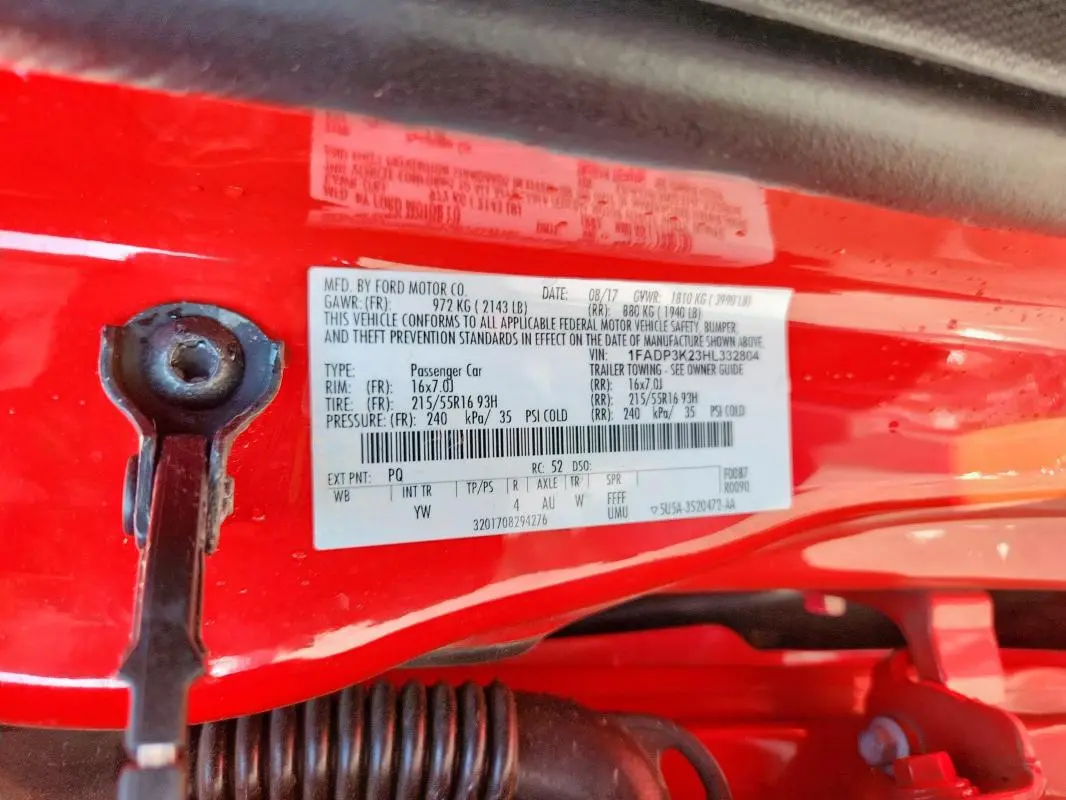 MFD. BY FORD MOTOR CO. DATE: 08/17 GVWR: 1810 KG ( 3990 LB)
GAWR: (FR): 972 KG ( 2143 LB) (RR): 880 KG ( 1940 LB)
THIS VEHICLE CONFORMS TO ALL APPLICABLE FEDERAL MOTOR VEHICLE SAFETY, BUMPER,
AND THEFT PREVENTION STANDARDS IN EFFECT ON THE DATE OF MANUFACTURE SHOWN ABOVE.
VIN: 1FADP3K23HL332804
TYPE: Passenger Car TRAILER TOWING - SEE OWNER GUIDE
RIM: (FR): 16x7.0J (RR): 16x7.0J
TIRE: (FR): 215/55R16 93H (RR): 215/55R16 93H
PRESSURE: (FR): 240 kPa/ 35 PSI COLD (RR): 240 kPa/ 35 PSI COLD
EXT PNT: PQ RC: 52 DSO: F0087
WB INT TR TP/PS R AXLE TR SPR R0090
YW 4 AU W FFFF
UMU
3201708294276 5U5A-3520472-AA